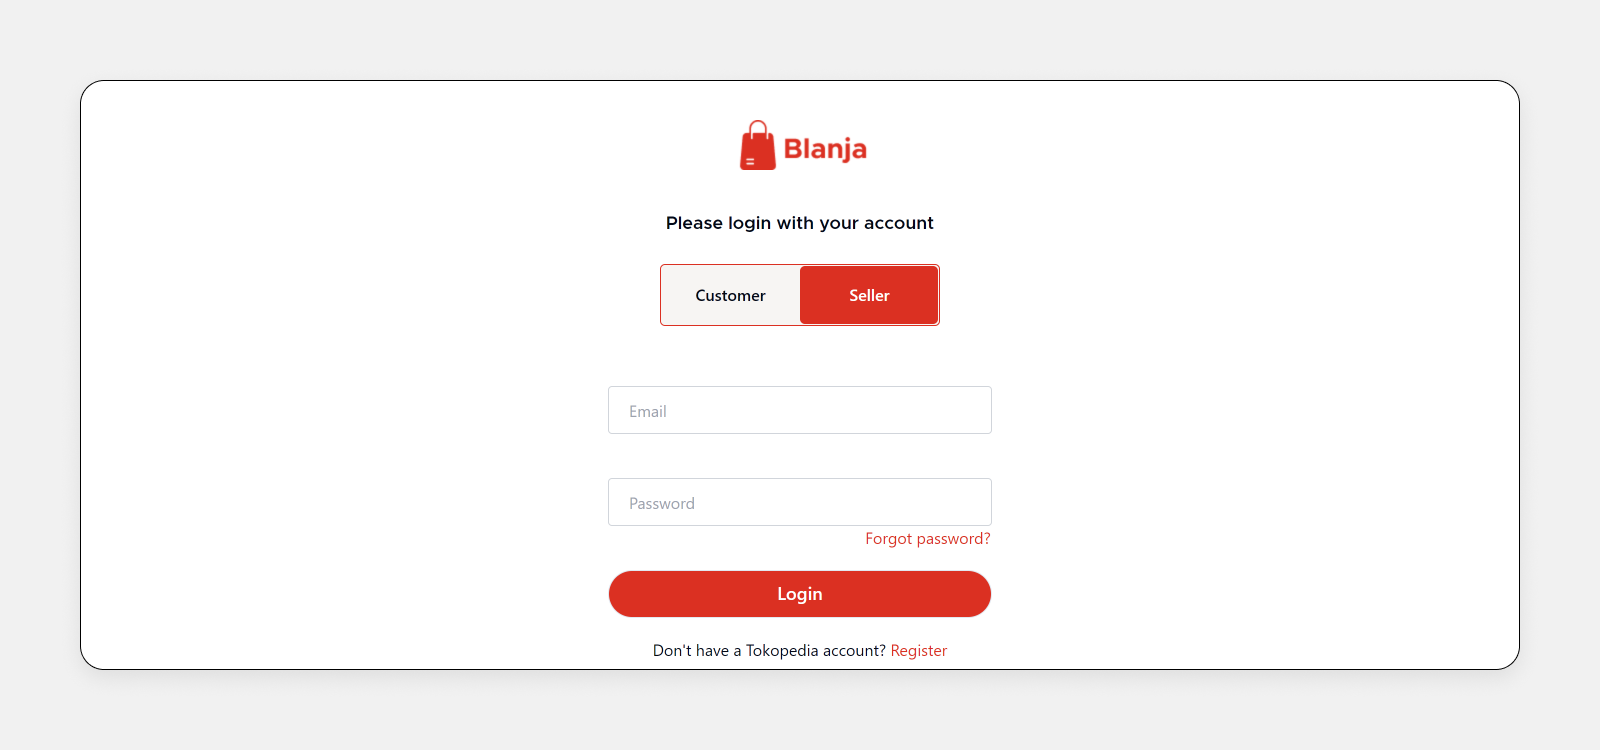 Blanja
Please login with your account
Customer Seller
Email
Password
Forgot password?
Login
Don't have a Tokopedia account? Register